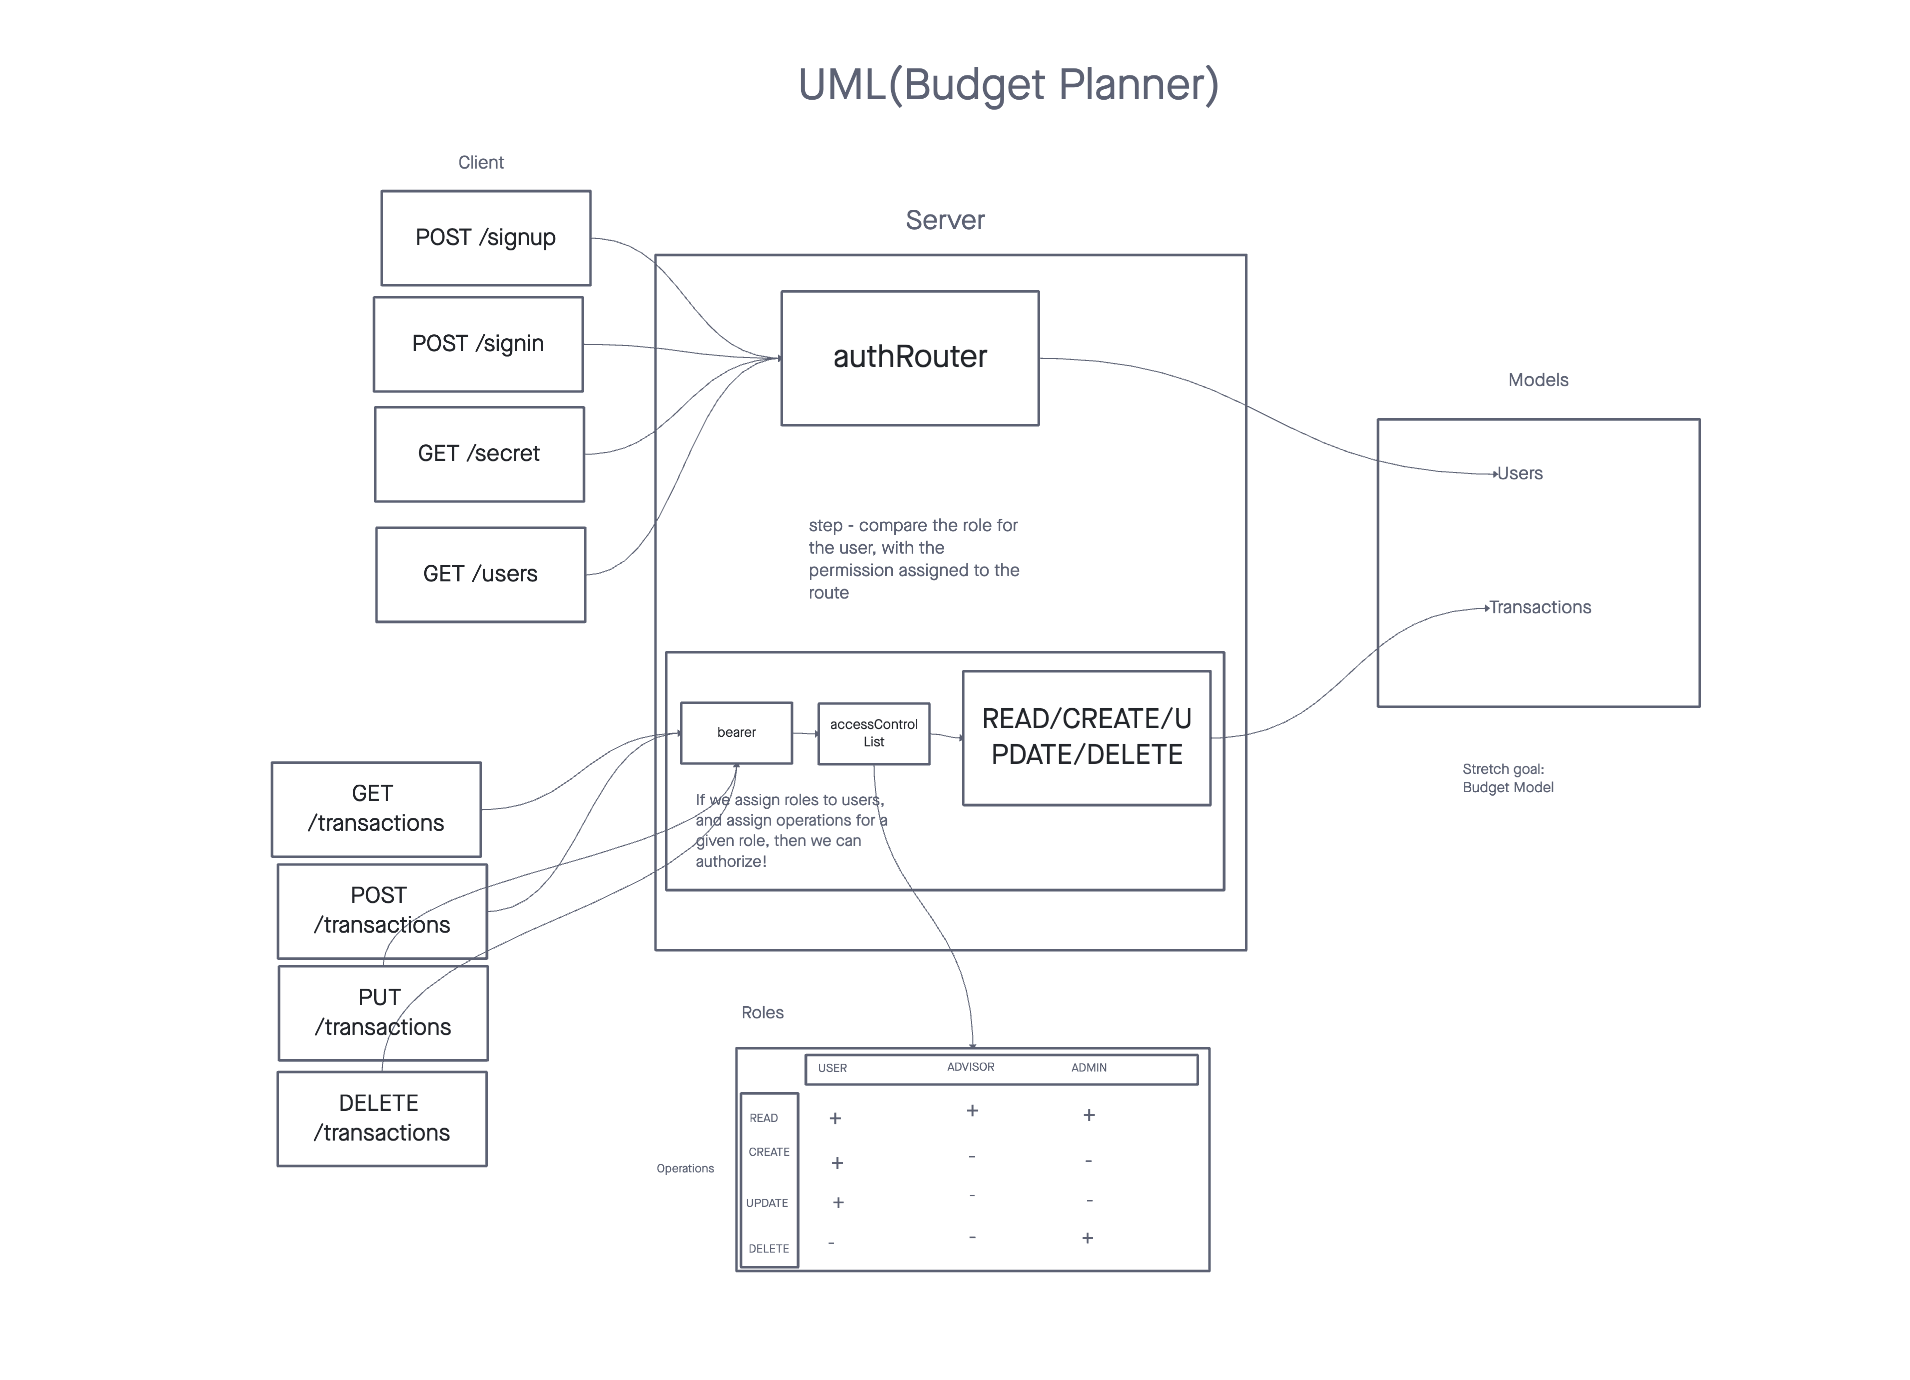 UML(Budget Planner)
Client
POST /signup
POST /signin
GET /secret
GET /users
Server
authRouter
step - compare the role for
the user, with the
permission assigned to the
route
Models
Users
Transactions
Stretch goal:
Budget Model
GET
/transactions
POST
/transactions
PUT
/transactions
DELETE
/transactions
bearer
accessControl
List
READ/CREATE/U
PDATE/DELETE
If we assign roles to users,
and assign operations for a
given role, then we can
authorize!
Roles
USER ADVISOR ADMIN
Operations
READ + + +
CREATE + - -
UPDATE + - -
DELETE - - +